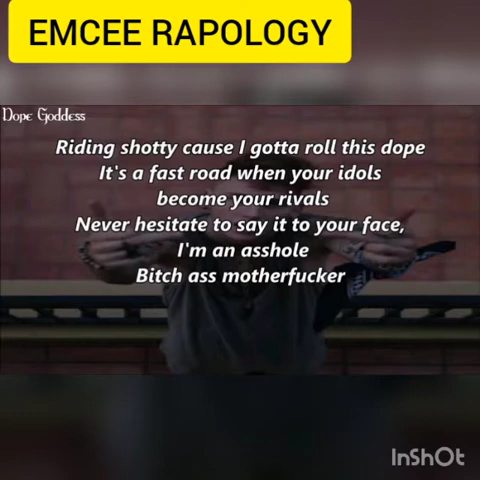 EMCEE RAPOLOGY
Dope Goddess
Riding shotty cause I gotta roll this dope
It's a fast road when your idols
become your rivals
Never hesitate to say it to your face,
I'm an asshole
Bitch ass motherfucker
InShOt